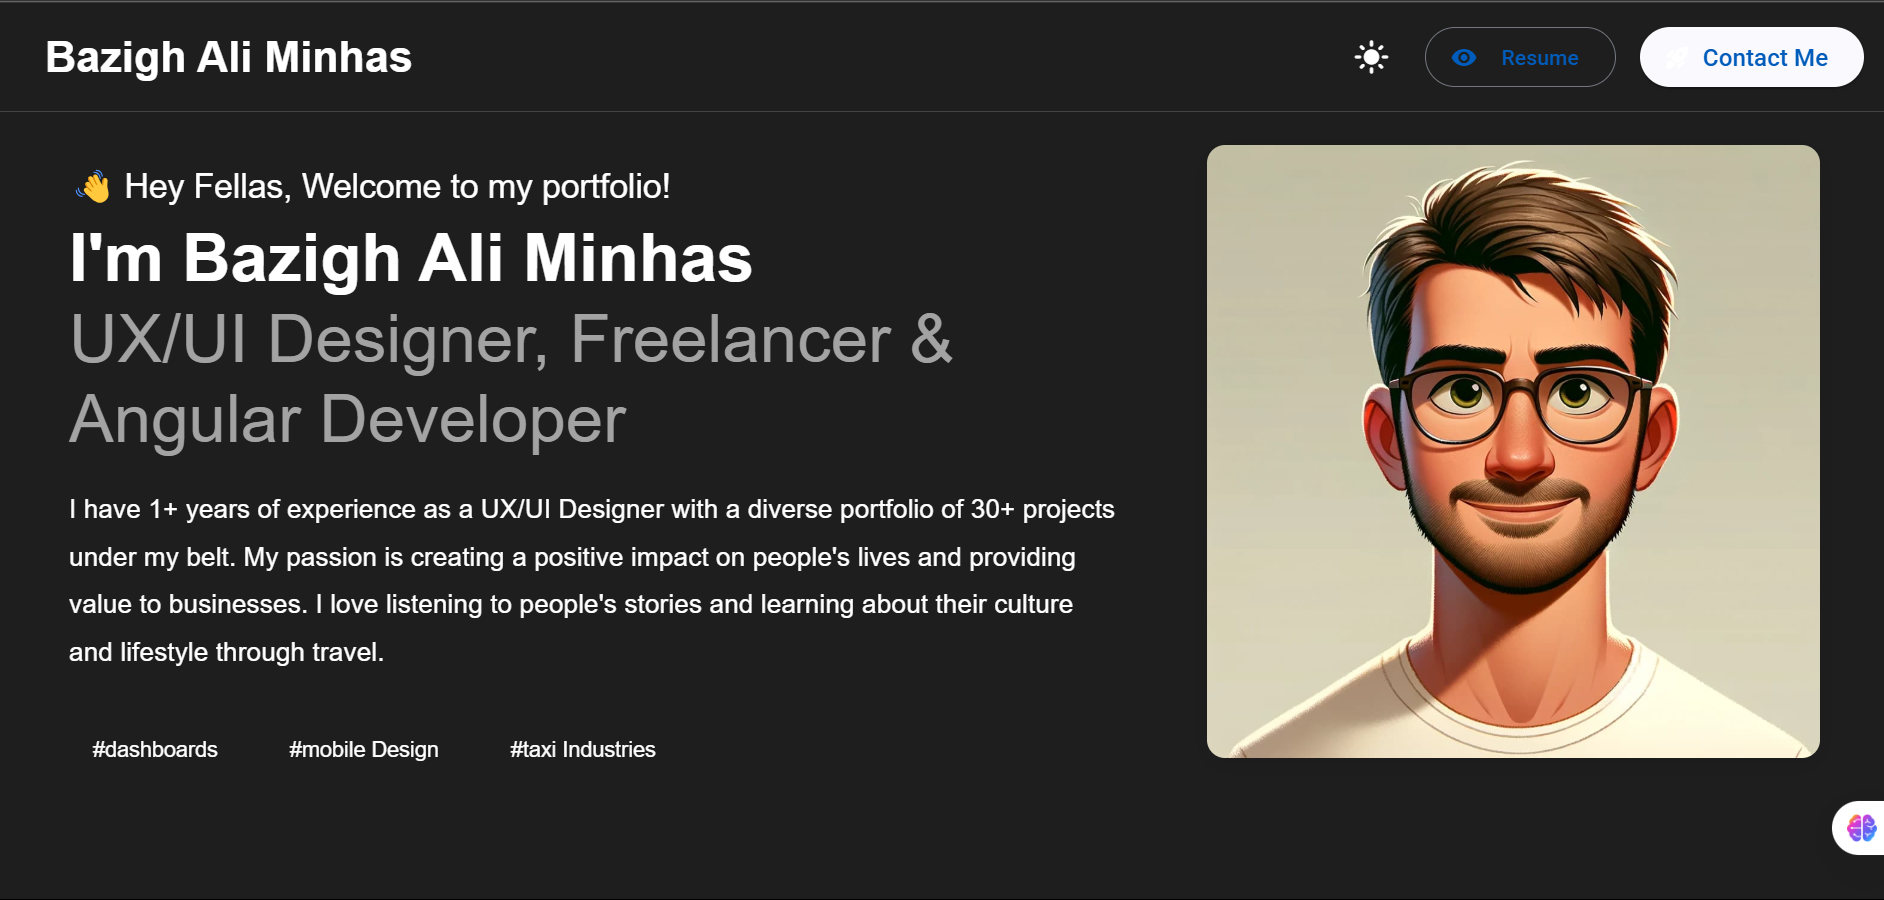 Bazigh Ali Minhas
Resume
Contact Me
👋 Hey Fellas, Welcome to my portfolio!
I'm Bazigh Ali Minhas
UX/UI Designer, Freelancer &
Angular Developer
I have 1+ years of experience as a UX/UI Designer with a diverse portfolio of 30+ projects
under my belt. My passion is creating a positive impact on people's lives and providing
value to businesses. I love listening to people's stories and learning about their culture
and lifestyle through travel.
#dashboards
#mobile Design
#taxi Industries